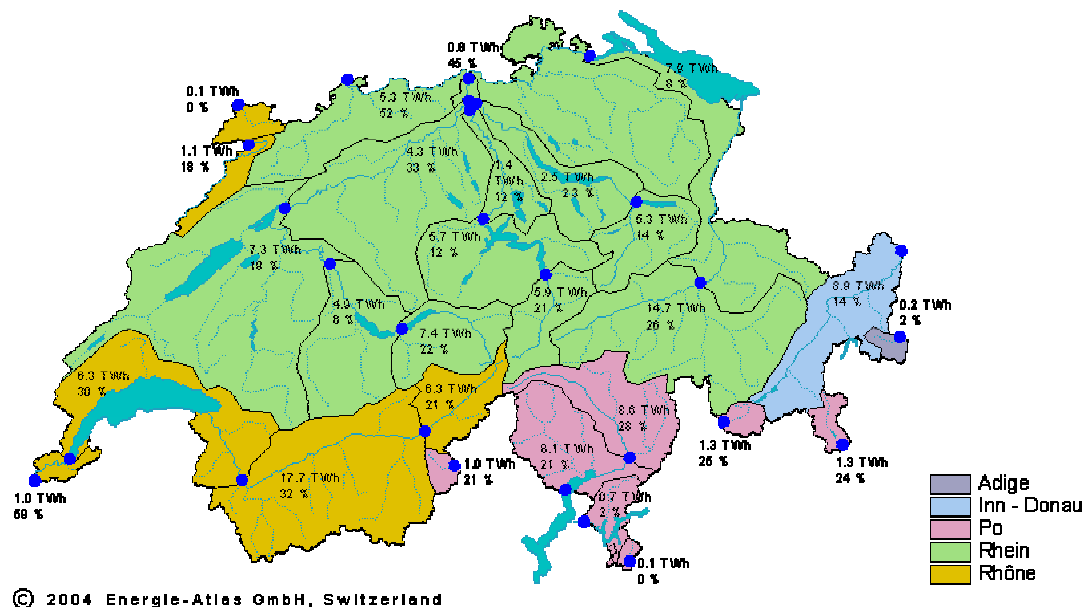 0.8 TWh
45 %
7.9 TWh
8 %
0.1 TWh
0 %
5.3 TWh
52 %
1.1 TWh
18 %
4.3 TWh
33 %
1.4
TWh
12 %
2.5 TWh
23 %
5.3 TWh
14 %
5.7 TWh
12 %
7.3 TWh
18 %
5.9 TWh
21 %
14.7 TWh
26 %
8.9 TWh
14 %
0.2 TWh
2 %
4.9 TWh
8 %
7.4 TWh
22 %
6.3 TWh
38 %
6.3 TWh
21 %
8.6 TWh
28 %
1.3 TWh
25 %
1.3 TWh
24 %
8.1 TWh
21 %
1.0 TWh
21 %
17.7 TWh
32 %
1.0 TWh
59 %
0.7 TWh
0.1 TWh
0 %
Adige
Inn - Donau
Po
Rhein
Rhône
© 2004 Energie-Atlas GmbH, Switzerland